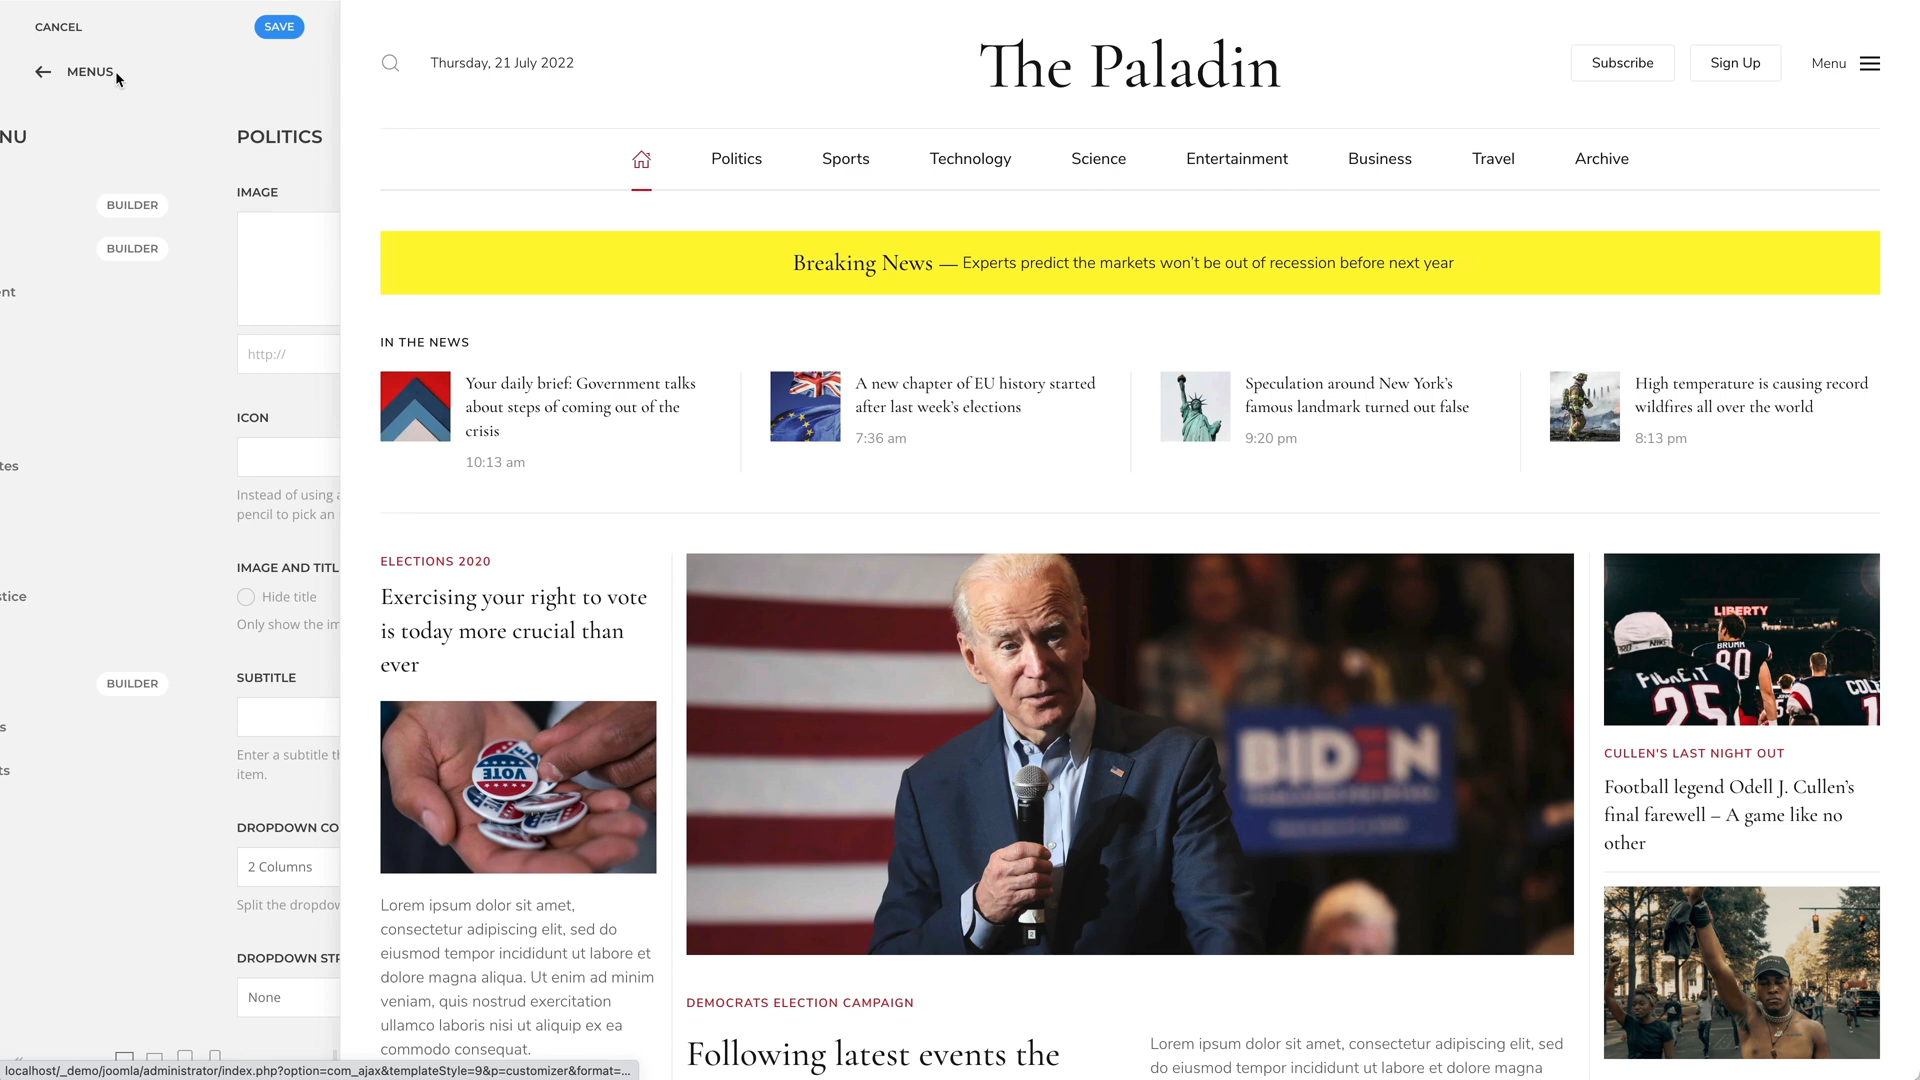 CANCEL
SAVE
MENUS
NU
POLITICS
IMAGE
BUILDER
BUILDER
nt
http://
ICON
Instead of using a
pencil to pick an
tes
IMAGE AND TITL
Hide title
stice
Only show the im
SUBTITLE
BUILDER
s
Enter a subtitle th
item.
ts
DROPDOWN CO
2 Columns
Split the dropdow
DROPDOWN STR
None
localhost/_demo/joomla/administrator/index.php?option=com_ajax&templateStyle=9&p=customizer&format=...
Thursday, 21 July 2022
The Paladin
Subscribe
Sign Up
Menu
Politics
Sports
Technology
Science
Entertainment
Business
Travel
Archive
Breaking News — Experts predict the markets won't be out of recession before next year
IN THE NEWS
Your daily brief: Government talks
about steps of coming out of the
crisis
10:13 am
A new chapter of EU history started
after last week's elections
7:36 am
Speculation around New York's
famous landmark turned out false
9:20 pm
High temperature is causing record
wildfires all over the world
8:13 pm
ELECTIONS 2020
Exercising your right to vote
is today more crucial than
ever
VOTE
Lorem ipsum dolor sit amet,
consectetur adipiscing elit, sed do
eiusmod tempor incididunt ut labore et
dolore magna aliqua. Ut enim ad minim
veniam, quis nostrud exercitation
ullamco laboris nisi ut aliquip ex ea
commodo consequat.
BIDEN
DEMOCRATS ELECTION CAMPAIGN
Following latest events the
Lorem ipsum dolor sit amet, consectetur adipiscing elit, sed
do eiusmod tempor incididunt ut labore et dolore magna
LIBERTY
BRUMM
80
PICKETT
25
COL
1
CULLEN'S LAST NIGHT OUT
Football legend Odell J. Cullen's
final farewell – A game like no
other